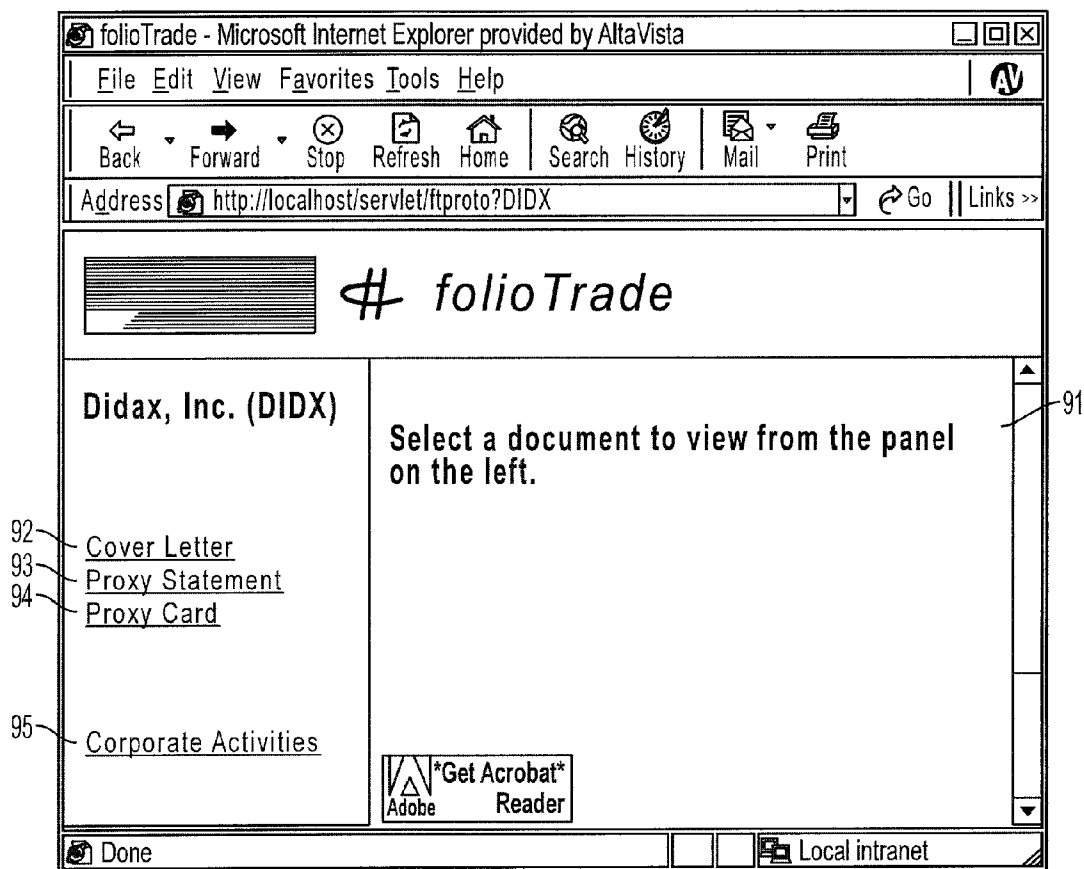 folioTrade - Microsoft Internet Explorer provided by AltaVista
File Edit View Favorites Tools Help
AV
Back Forward Stop Refresh Home Search History Mail Print
Address http://localhost/servlet/ftproto?DIDX Go Links >>
folioTrade
Didax, Inc. (DIDX)
91
Select a document to view from the panel
on the left.
92
Cover Letter
93
Proxy Statement
94
Proxy Card
95
Corporate Activities
*Get Acrobat*
Adobe Reader
Done Local intranet